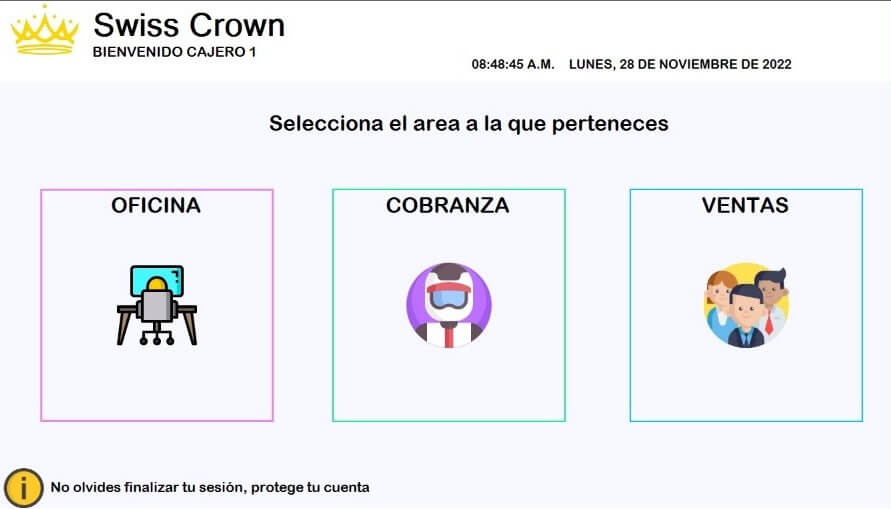 Swiss Crown
BIENVENIDO CAJERO 1
08:48:45 A.M. LUNES, 28 DE NOVIEMBRE DE 2022
Selecciona el area a la que perteneces
OFICINA
COBRANZA
VENTAS
No olvides finalizar tu sesión, protege tu cuenta